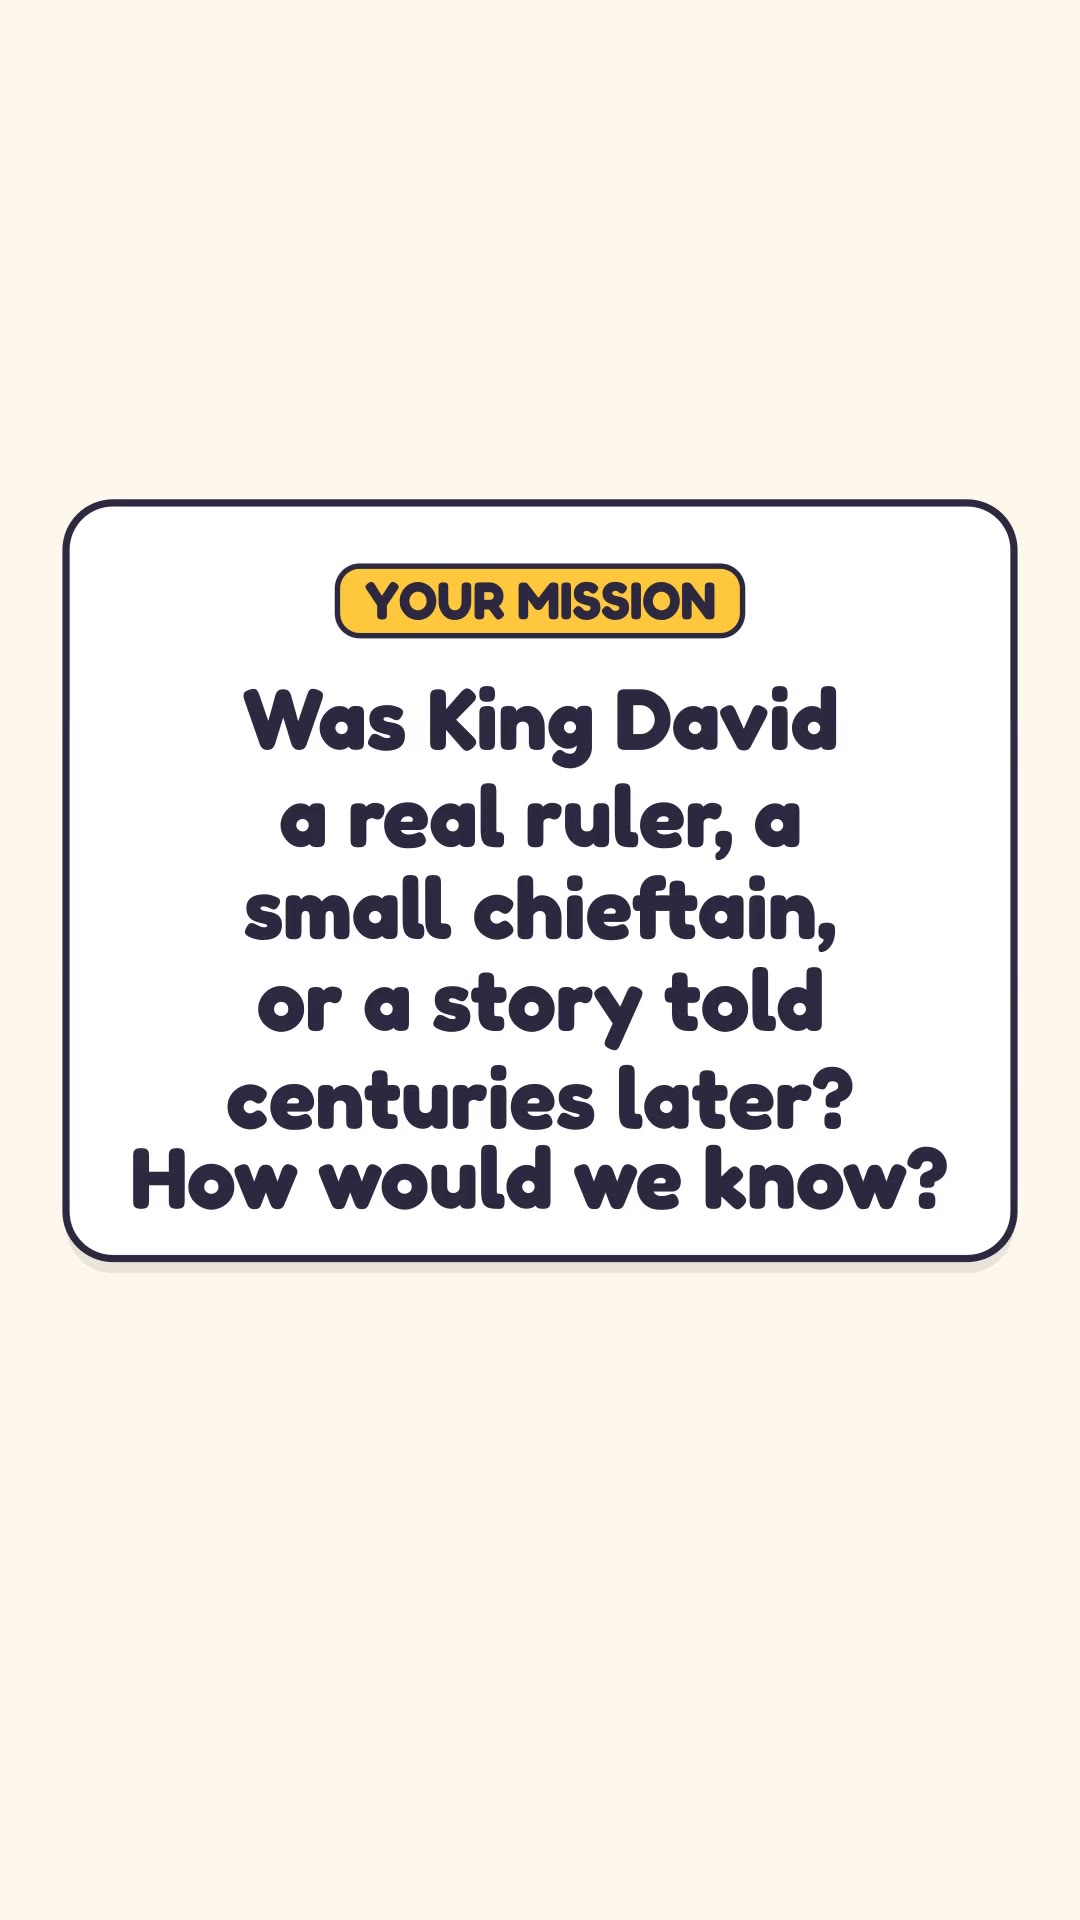 YOUR MISSION
Was King David
a real ruler, a
small chieftain,
or a story told
centuries later?
How would we know?